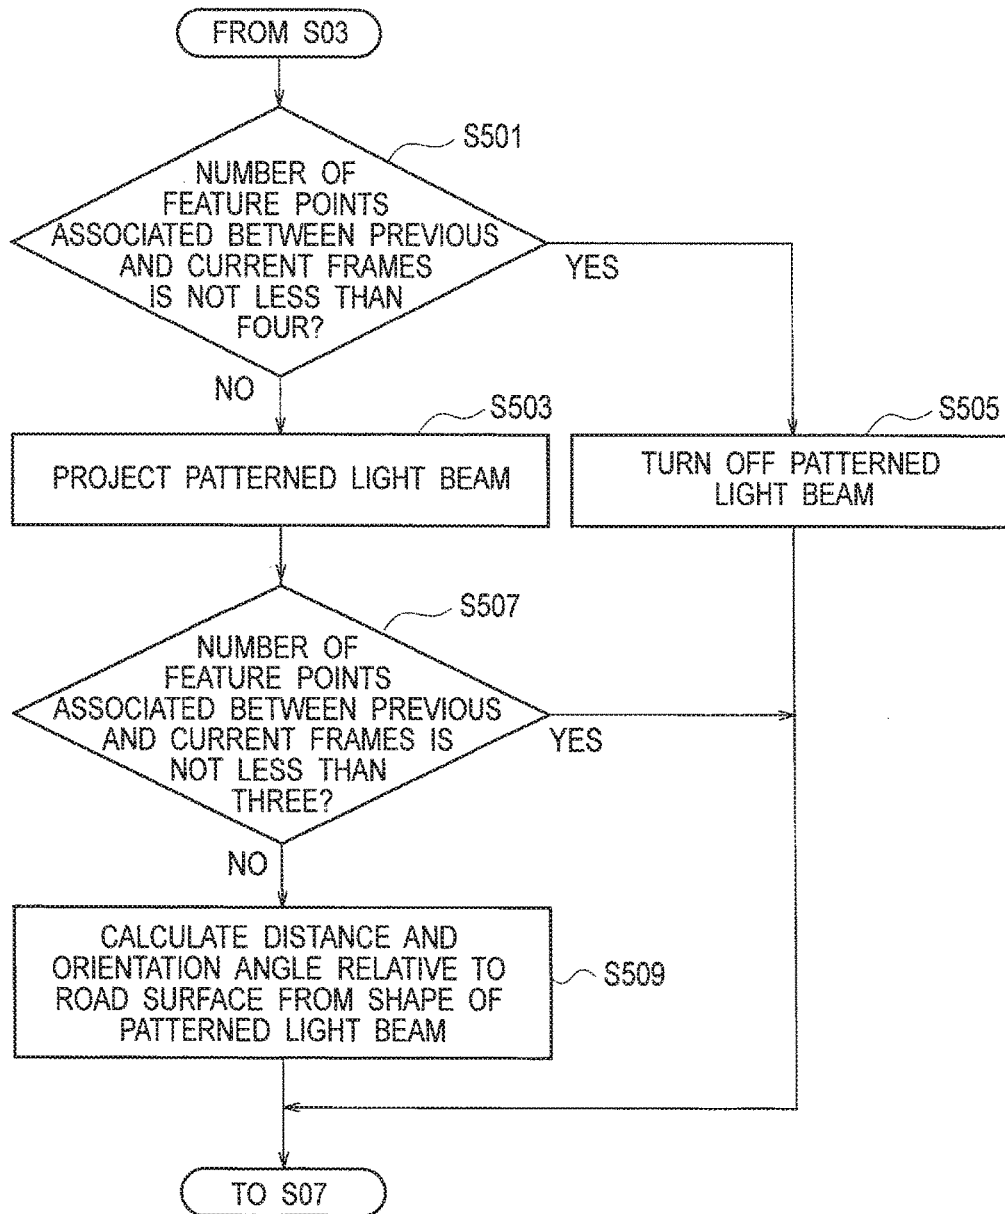 FROM S03
S501
NUMBER OF
FEATURE POINTS
ASSOCIATED BETWEEN PREVIOUS
AND CURRENT FRAMES
IS NOT LESS THAN
FOUR?
YES
NO
S503
PROJECT PATTERNED LIGHT BEAM
S505
TURN OFF PATTERNED
LIGHT BEAM
S507
NUMBER OF
FEATURE POINTS
ASSOCIATED BETWEEN PREVIOUS
AND CURRENT FRAMES IS
NOT LESS THAN
THREE?
YES
NO
CALCULATE DISTANCE AND
ORIENTATION ANGLE RELATIVE TO
ROAD SURFACE FROM SHAPE OF
PATTERNED LIGHT BEAM
S509
TO S07